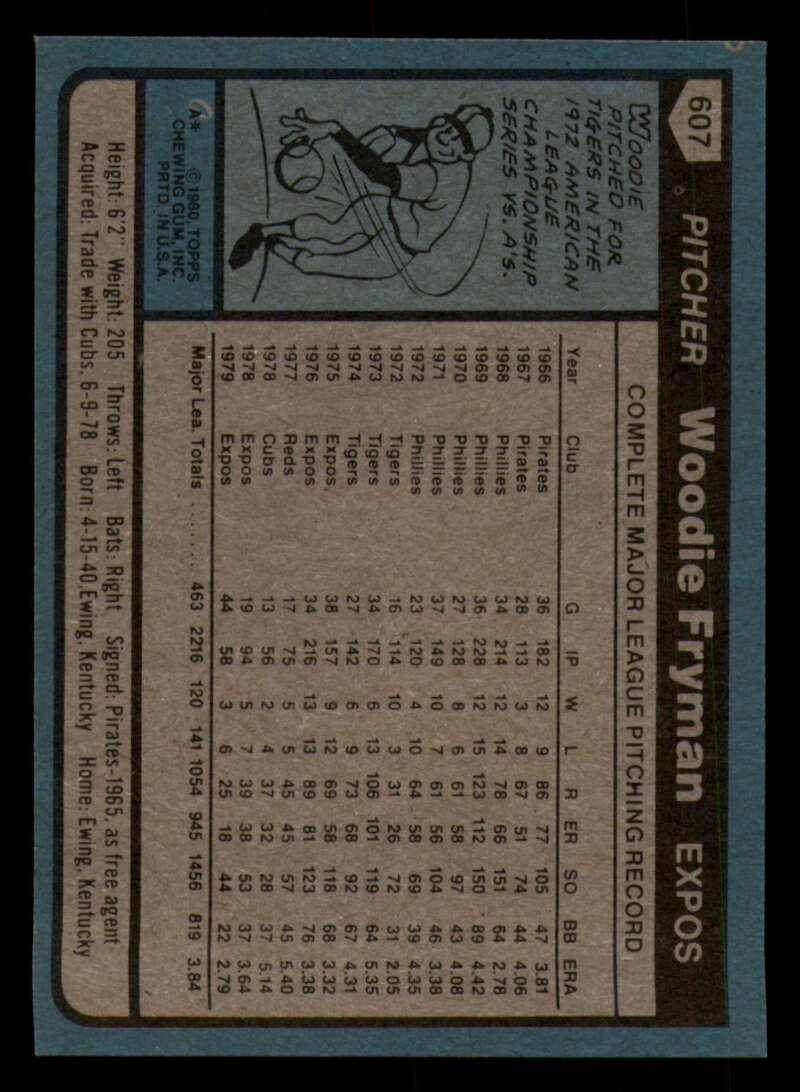 607 PITCHER Woodie Fryman EXPOS
WOODIE
PITCHED FOR
TIGERS IN THE
1972 AMERICAN
LEAGUE
CHAMPIONSHIP
SERIES VS. A'S.
A* © 1980, TOPPS
CHEWING GUM, INC.
PRTD. IN U.S.A.
COMPLETE MAJOR LEAGUE PITCHING RECORD
Year Club G IP W L R ER SO BB ERA
1966 Pirates 36 182 12 9 86 77 105 47 3.81
1967 Pirates 28 113 3 8 67 51 74 44 4.06
1968 Phillies 34 214 12 14 78 66 151 64 2.78
1969 Phillies 36 228 12 15 123 112 150 89 4.42
1970 Phillies 27 128 8 6 61 58 97 43 4.08
1971 Phillies 37 149 10 7 61 56 104 46 3.38
1972 Phillies 23 120 4 10 64 58 69 39 4.35
1972 Tigers 16 114 10 3 31 26 72 31 2.05
1973 Tigers 34 170 6 13 106 101 119 64 5.35
1974 Tigers 27 142 6 9 73 68 92 67 4.31
1975 Expos 38 157 9 12 69 58 118 68 3.32
1976 Expos 34 216 13 13 89 81 123 76 3.38
1977 Reds 17 75 5 5 45 45 57 45 5.40
1978 Cubs 13 56 2 4 37 32 28 37 5.14
1978 Expos 19 94 5 7 39 38 53 37 3.64
1979 Expos 44 58 3 6 25 18 44 22 2.79
Major Lea. Totals ....... 463 2216 120 141 1054 945 1456 819 3.84
Height: 6'2" Weight: 205 Throws: Left Bats: Right Signed: Pirates-1965, as free agent
Acquired: Trade with Cubs, 6-9-78 Born: 4-15-40, Ewing, Kentucky Home: Ewing, Kentucky